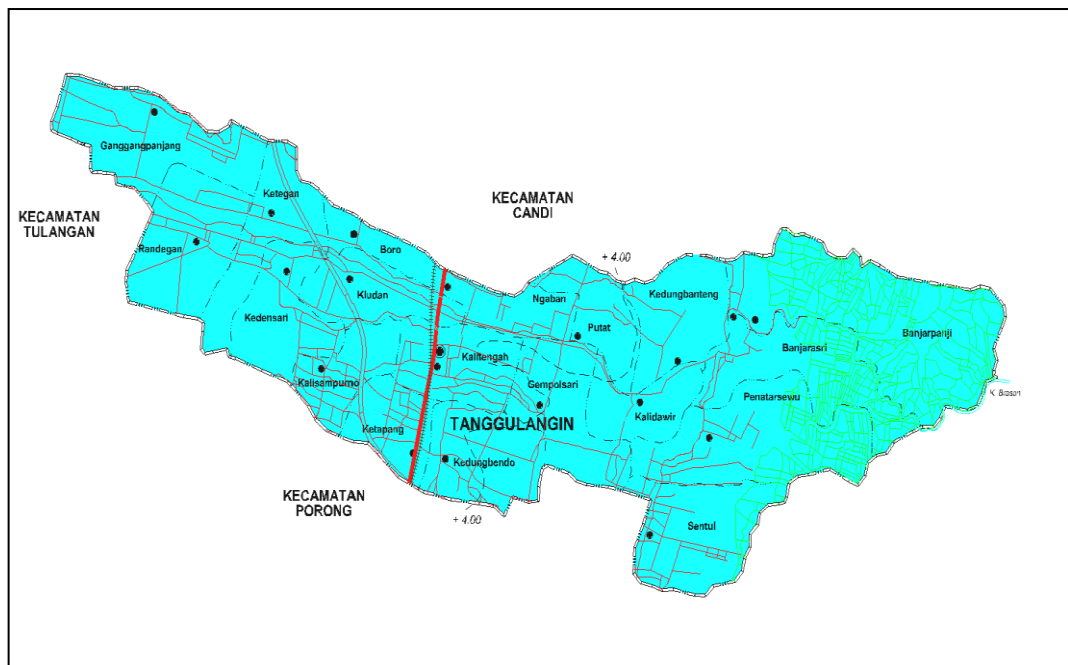 Ganggangpanjang
Ketegan
KECAMATAN
TULANGAN
Randegan
Boro
KECAMATAN
CANDI
+ 4.00
Kludan
Kedensari
Ngaban
Kedungbanteng
Putat
Banjarasri
Banjarpanji
Kalitengah
Kalisampurno
Gempolsari
Penatarsewu
Kalidawir
Ketapang
TANGGULANGIN
Kedungbendo
KECAMATAN
PORONG
+ 4.00
Sentul